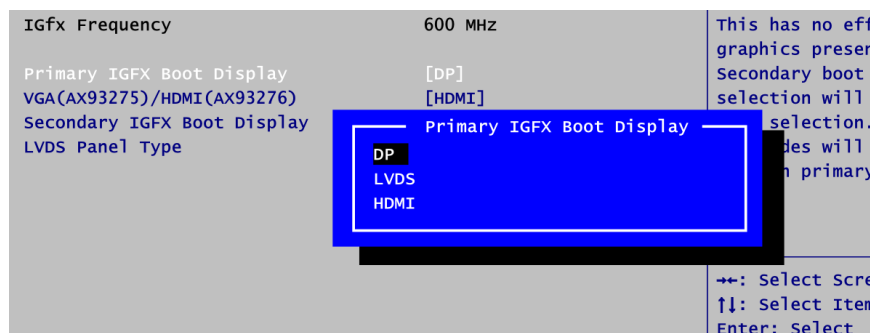 IGfx Frequency 600 MHz
Primary IGFX Boot Display [DP]
VGA(AX93275)/HDMI(AX93276) [HDMI]
Secondary IGFX Boot Display
LVDS Panel Type
Primary IGFX Boot Display
DP
LVDS
HDMI
This has no eff
graphics preser
Secondary boot
selection will
selection.
des will
n primary
→←: Select Scre
↑↓: Select Item
Enter: Select